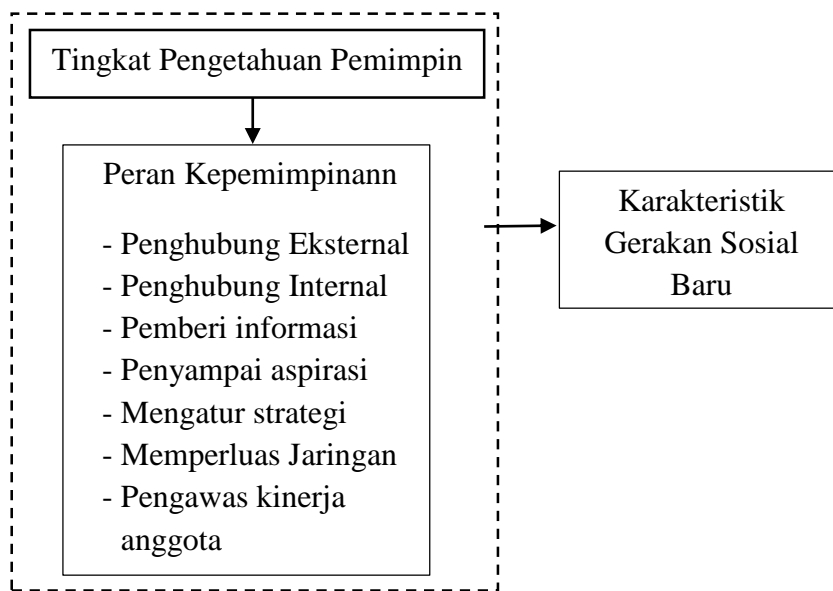 Tingkat Pengetahuan Pemimpin
Peran Kepemimpinann
- Penghubung Eksternal
- Penghubung Internal
- Pemberi informasi
- Penyampai aspirasi
- Mengatur strategi
- Memperluas Jaringan
- Pengawas kinerja
anggota
Karakteristik
Gerakan Sosial
Baru